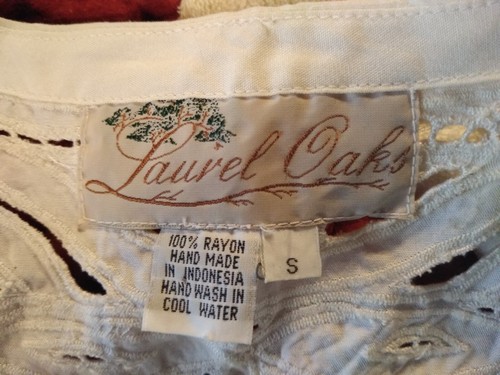 Laurel Oaks
100% RAYON
HAND MADE
IN INDONESIA
HAND WASH IN
COOL WATER
S